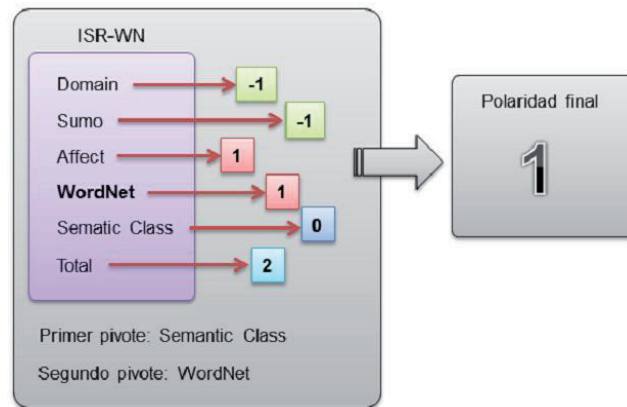 ISR-WN
Domain -1
Sumo -1
Affect 1
WordNet 1
Sematic Class 0
Total 2
Primer pivote: Semantic Class
Segundo pivote: WordNet
Polaridad final
1